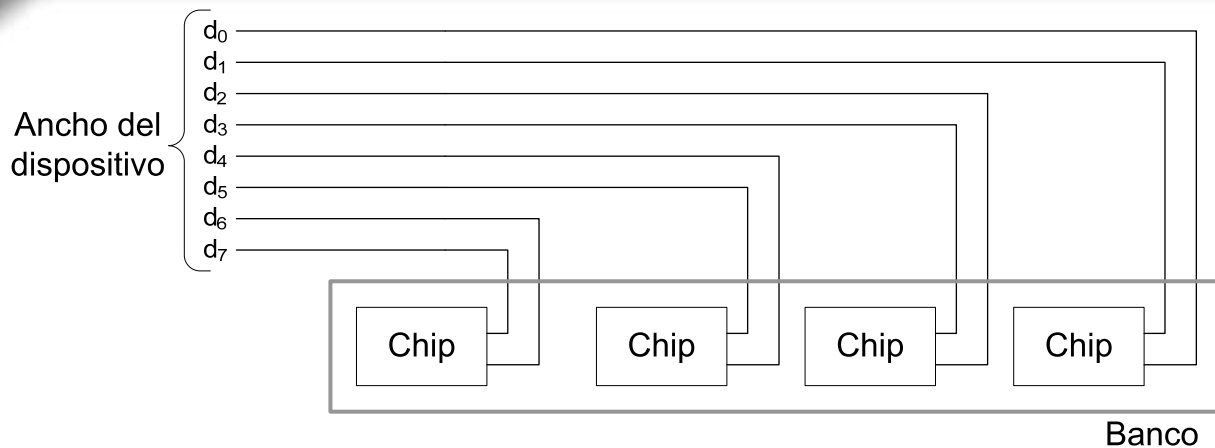 d₀
d₁
d₂
d₃
d₄
d₅
d₆
d₇
Ancho del
dispositivo
Chip
Chip
Chip
Chip
Banco